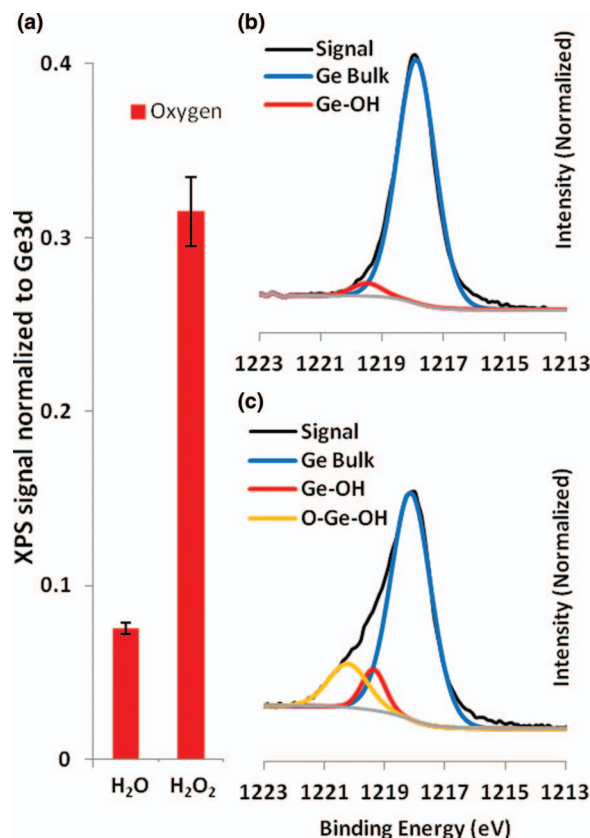 (a)
XPS signal normalized to Ge3d
0.4
0.3
0.2
0.1
0
Oxygen
H₂O H₂O₂
(b)
Signal
Ge Bulk
Ge-OH
Intensity (Normalized)
1223 1221 1219 1217 1215 1213
(c)
Signal
Ge Bulk
Ge-OH
O-Ge-OH
Intensity (Normalized)
1223 1221 1219 1217 1215 1213
Binding Energy (eV)